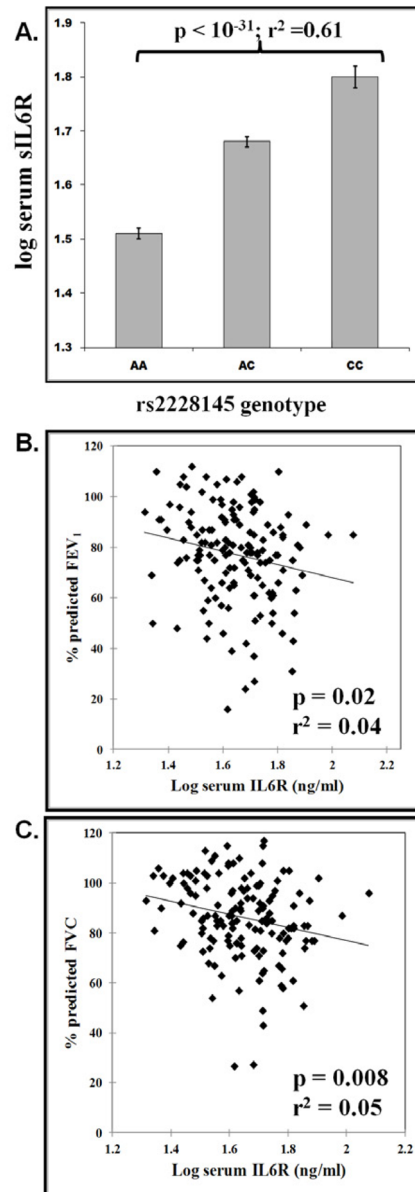 A.
p < 10-31; r2 =0.61
log serum sIL6R
1.9
1.8
1.7
1.6
1.5
1.4
1.3
AA AC CC
rs2228145 genotype
B.
% predicted FEV1
120
100
80
60
40
20
0
p = 0.02
r2 = 0.04
1.2 1.4 1.6 1.8 2 2.2
Log serum IL6R (ng/ml)
C.
% predicted FVC
120
100
80
60
40
20
0
p = 0.008
r2 = 0.05
1.2 1.4 1.6 1.8 2 2.2
Log serum IL6R (ng/ml)